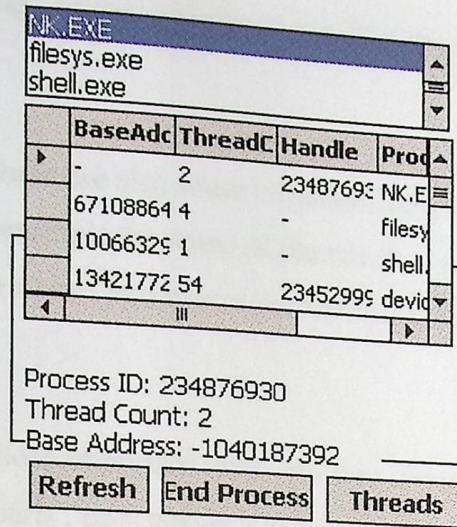 NK.EXE
filesys.exe
shell.exe
BaseAdc ThreadC Handle Proc
- 2 23487693 NK.E
67108864 4 - filesy
10066329 1 - shell.
13421772 54 23452999 devic
Process ID: 234876930
Thread Count: 2
Base Address: -1040187392
Refresh End Process Threads